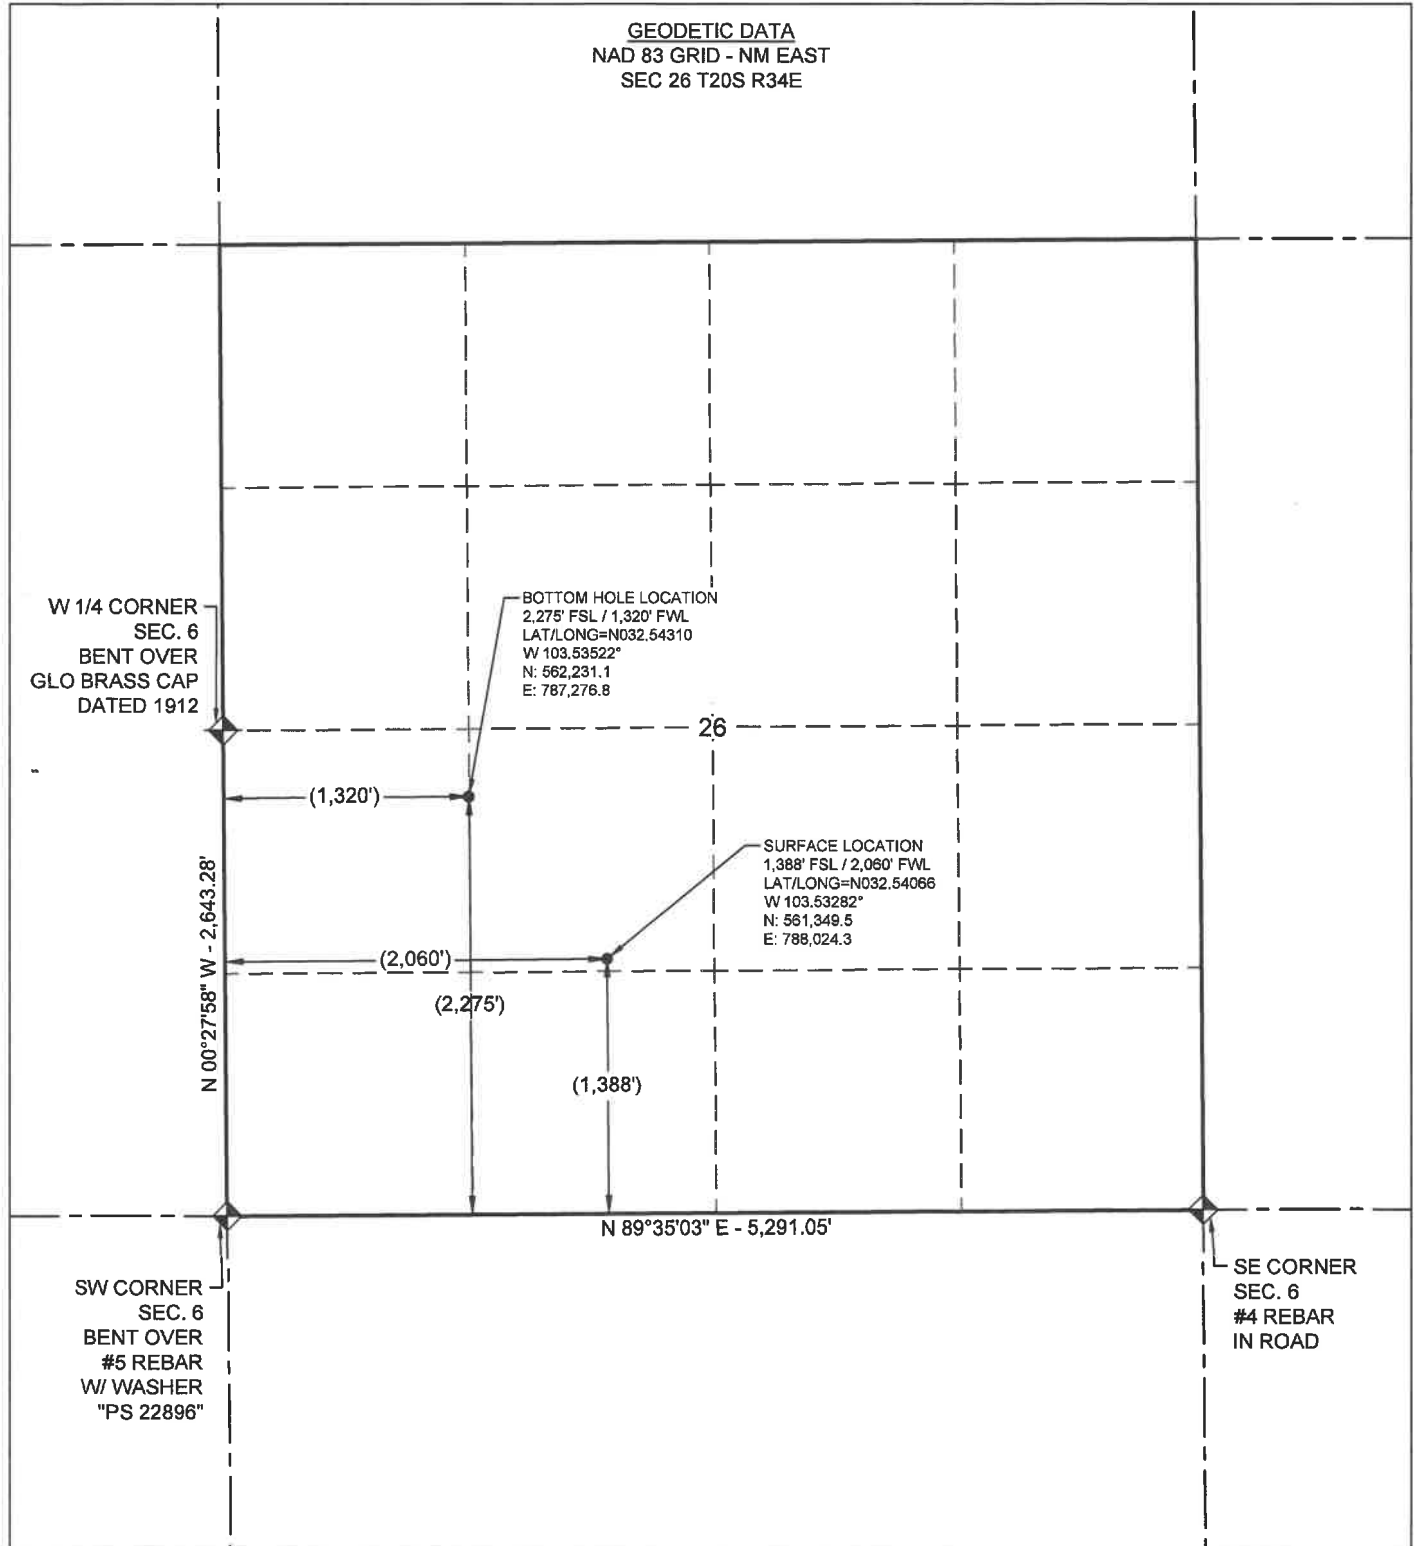 GEODETIC DATA
NAD 83 GRID - NM EAST
SEC 26 T20S R34E
W 1/4 CORNER
SEC. 6
BENT OVER
GLO BRASS CAP
DATED 1912
BOTTOM HOLE LOCATION
2,275' FSL / 1,320' FWL
LAT/LONG=N032.54310
W 103.53522°
N: 562,231.1
E: 787,276.8
26
(1,320')
SURFACE LOCATION
1,388' FSL / 2,060' FWL
LAT/LONG=N032.54066
W 103.53282°
N: 561,349.5
E: 788,024.3
N 00°27'58" W - 2,643.28'
(2,060')
(2,275')
(1,388')
N 89°35'03" E - 5,291.05'
SW CORNER
SEC. 6
BENT OVER
#5 REBAR
W/ WASHER
"PS 22896"
SE CORNER
SEC. 6
#4 REBAR
IN ROAD